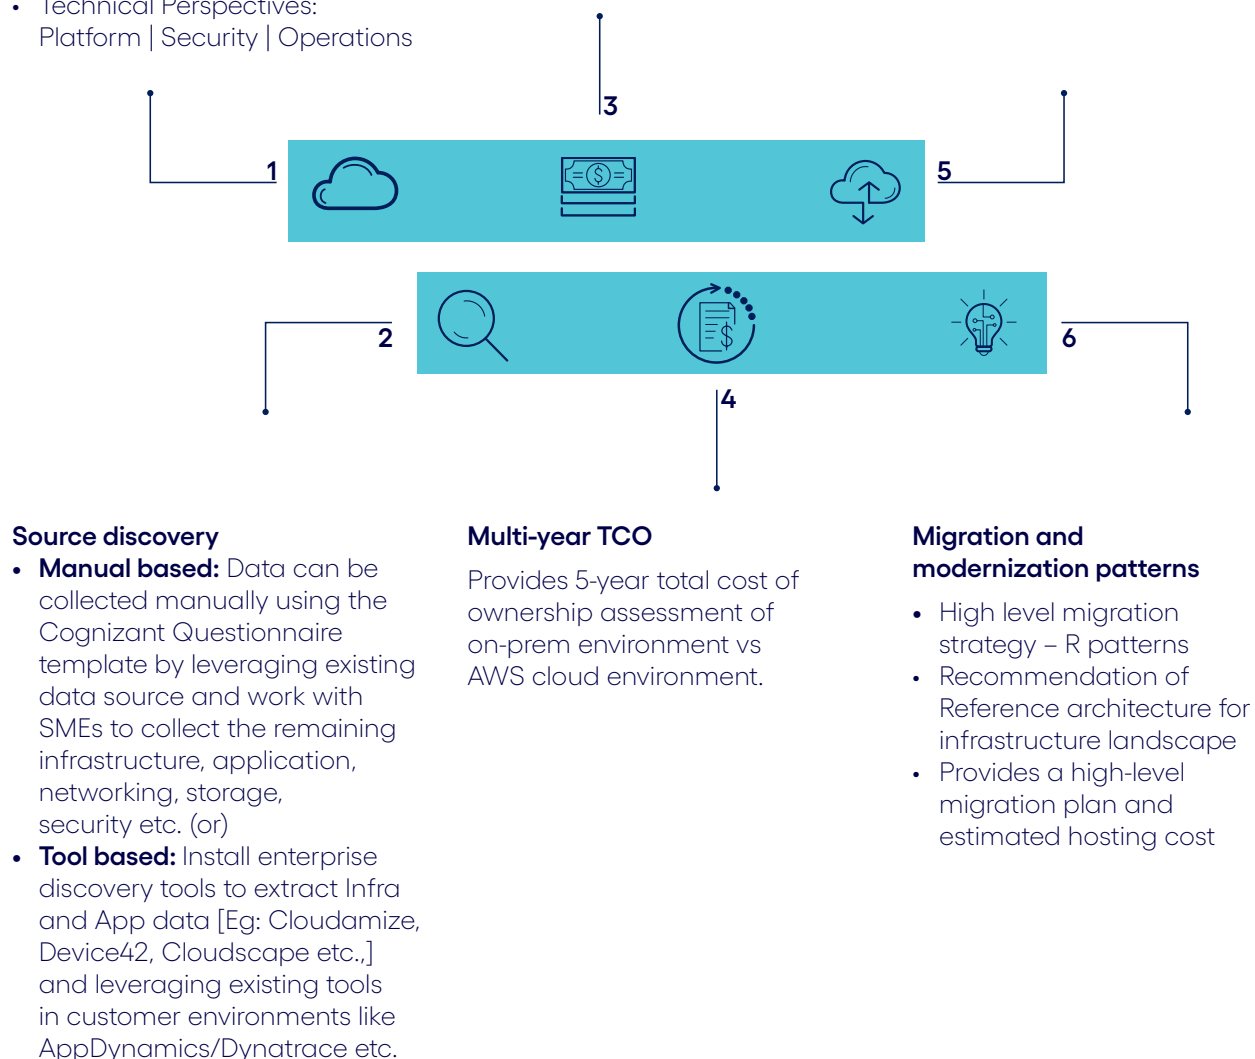 • Technical Perspectives:
Platform | Security | Operations
3
1
5
2
6
4
Source discovery
• Manual based: Data can be
collected manually using the
Cognizant Questionnaire
template by leveraging existing
data source and work with
SMEs to collect the remaining
infrastructure, application,
networking, storage,
security etc. (or)
• Tool based: Install enterprise
discovery tools to extract Infra
and App data [Eg: Cloudamize,
Device42, Cloudscape etc.,]
and leveraging existing tools
in customer environments like
AppDynamics/Dynatrace etc.
Multi-year TCO
Provides 5-year total cost of
ownership assessment of
on-prem environment vs
AWS cloud environment.
Migration and
modernization patterns
• High level migration
strategy – R patterns
• Recommendation of
Reference architecture for
infrastructure landscape
• Provides a high-level
migration plan and
estimated hosting cost